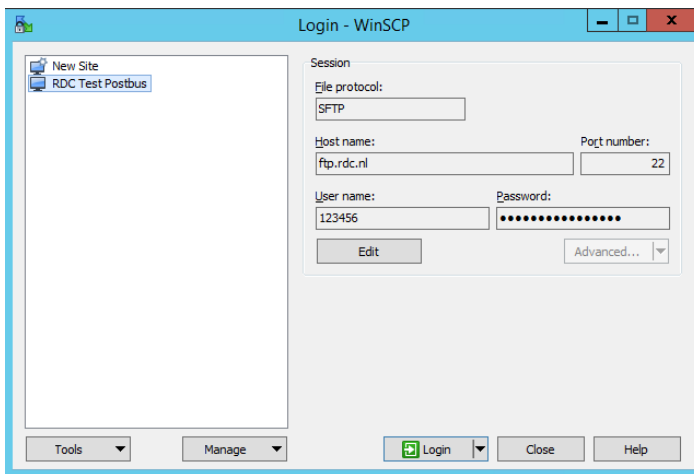 Login - WinSCP
New Site
RDC Test Postbus
Session
File protocol:
SFTP
Host name:
Port number:
ftp.rdc.nl
22
User name:
Password:
123456
••••••••••••••••
Edit
Advanced...
Tools
Manage
Login
Close
Help